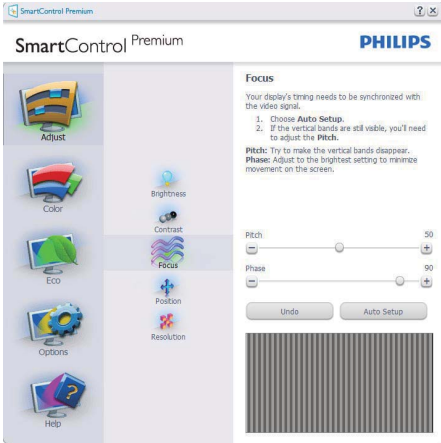 SmartControl Premium
SmartControl Premium
PHILIPS
Adjust
Color
Eco
Options
Help
Brightness
Contrast
Focus
Position
Resolution
Focus
Your display's timing needs to be synchronized with
the video signal.
1. Choose Auto Setup.
2. If the vertical bands are still visible, you'll need
to adjust the Pitch.
Pitch: Try to make the vertical bands disappear.
Phase: Adjust to the brightest setting to minimize
movement on the screen.
Pitch 50
Phase 90
Undo Auto Setup